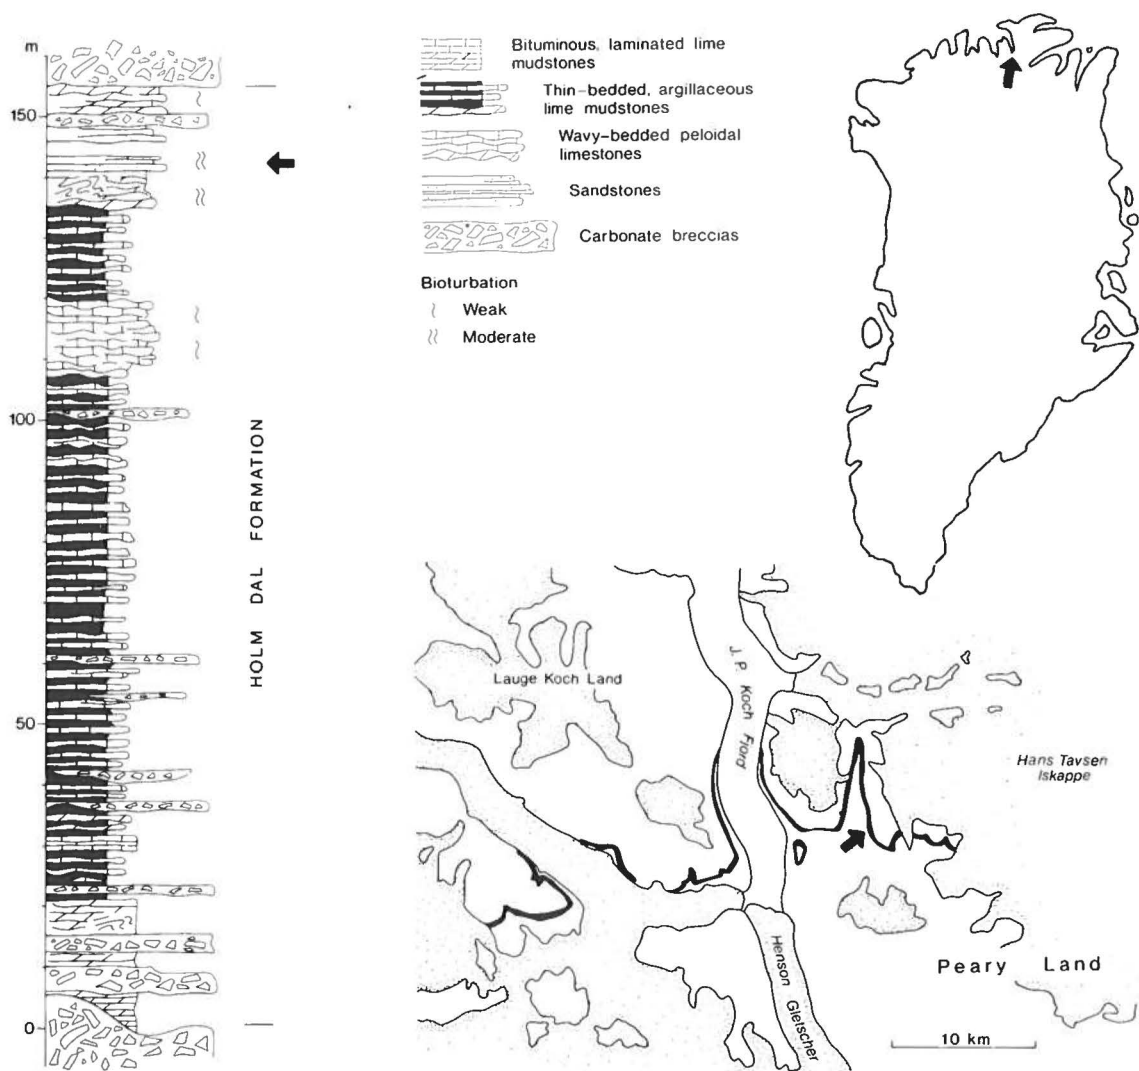 m
150
100
50
0
HOLM DAL FORMATION
Bituminous, laminated lime
mudstones
Thin-bedded, argillaceous
lime mudstones
Wavy-bedded peloidal
limestones
Sandstones
Carbonate breccias
Bioturbation
Weak
Moderate
Lauge Koch Land
J. P. Koch Fjord
Hans Tavsen
Iskappe
Henson Gletscher
Peary Land
10 km